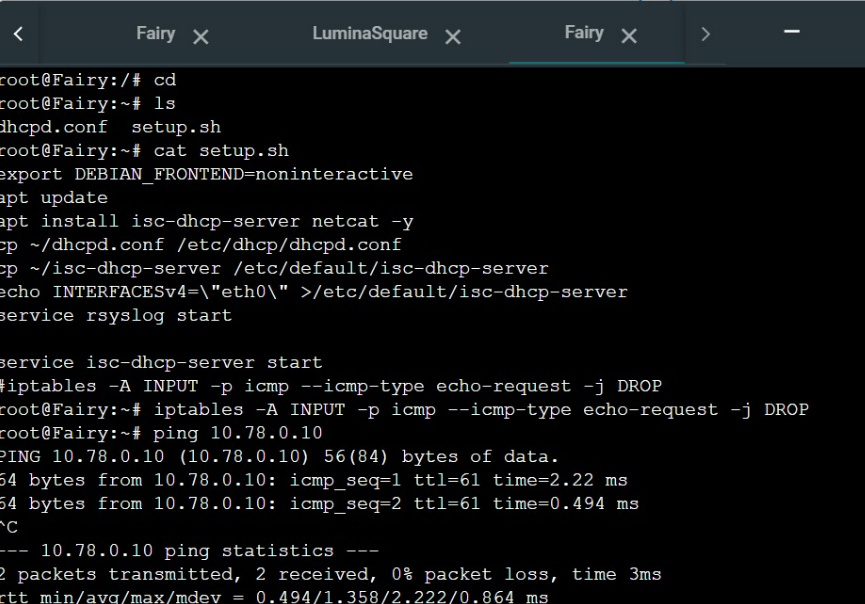 Fairy LuminaSquare Fairy
root@Fairy:/# cd
root@Fairy:~# ls
dhcpd.conf  setup.sh
root@Fairy:~# cat setup.sh
export DEBIAN_FRONTEND=noninteractive
apt update
apt install isc-dhcp-server netcat -y
cp ~/dhcpd.conf /etc/dhcp/dhcpd.conf
cp ~/isc-dhcp-server /etc/default/isc-dhcp-server
echo INTERFACESv4=\"eth0\" >/etc/default/isc-dhcp-server
service rsyslog start
service isc-dhcp-server start
#iptables -A INPUT -p icmp --icmp-type echo-request -j DROP
root@Fairy:~# iptables -A INPUT -p icmp --icmp-type echo-request -j DROP
root@Fairy:~# ping 10.78.0.10
PING 10.78.0.10 (10.78.0.10) 56(84) bytes of data.
64 bytes from 10.78.0.10: icmp_seq=1 ttl=61 time=2.22 ms
64 bytes from 10.78.0.10: icmp_seq=2 ttl=61 time=0.494 ms
^C
--- 10.78.0.10 ping statistics ---
2 packets transmitted, 2 received, 0% packet loss, time 3ms
rtt min/avg/max/mdev = 0.494/1.358/2.222/0.864 ms